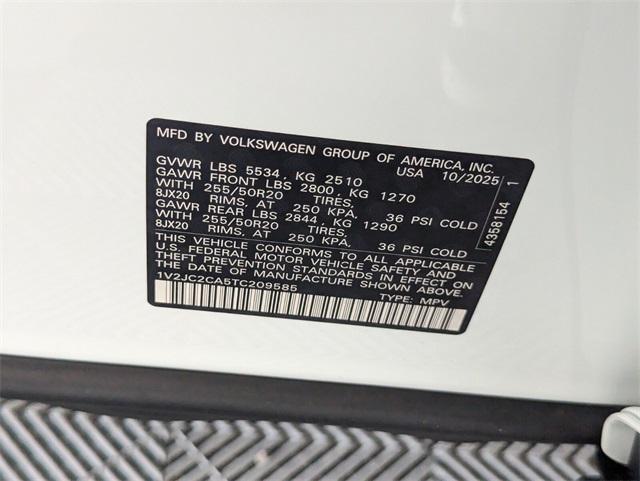 MFD BY VOLKSWAGEN GROUP OF AMERICA, INC.
USA 10/2025
GVWR LBS 5534, KG 2510
GAWR FRONT LBS 2800, KG 1270
WITH 255/50R20 TIRES,
8JX20 RIMS, AT 250 KPA, 36 PSI COLD
GAWR REAR LBS 2844, KG 1290
WITH 255/50R20 TIRES,
8JX20 RIMS, AT 250 KPA, 36 PSI COLD
THIS VEHICLE CONFORMS TO ALL APPLICABLE
U.S. FEDERAL MOTOR VEHICLE SAFETY AND
THEFT PREVENTION STANDARDS IN EFFECT ON
THE DATE OF MANUFACTURE SHOWN ABOVE.
1V2JC2CA5TC209585
TYPE: MPV
4358154 1